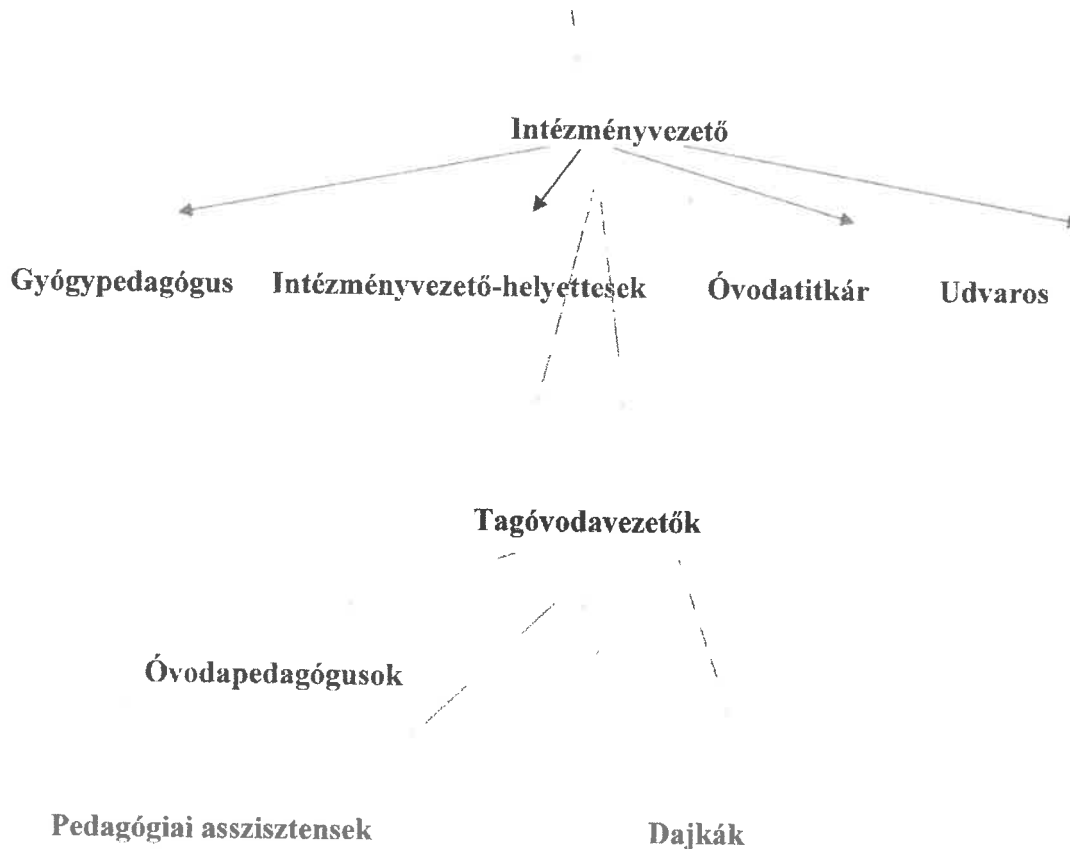 Intézményvezető
Gyógypedagógus Intézményvezető-helyettesek Óvodatitkár Udvaros
Tagóvodavezetők
Óvodapedagógusok
Pedagógiai asszisztensek Dajkák